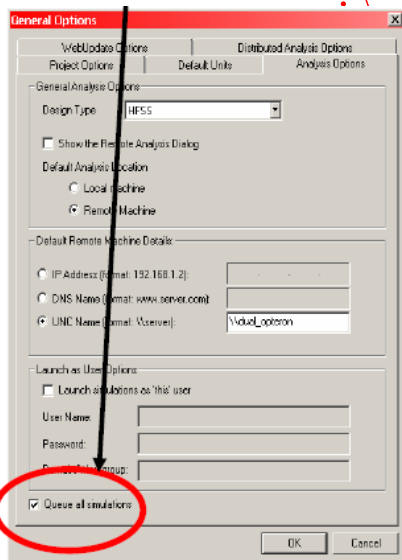 General Options
WebUpdate Options
Distributed Analysis Options
Project Options
Default Units
Analysis Options
General Analysis Options
Design Type
HFSS
Show the Remote Analysis Dialog
Default Analysis Location
Local machine
Remote Machine
Default Remote Machine Details:
IP Address (format: 192.168.1.2):
DNS Name (format: www.server.com):
UNC Name (format: \\server):
\\dual_opteron
Launch as User Options
Launch simulations as 'this' user
User Name:
Password:
group:
Queue all simulations
OK
Cancel